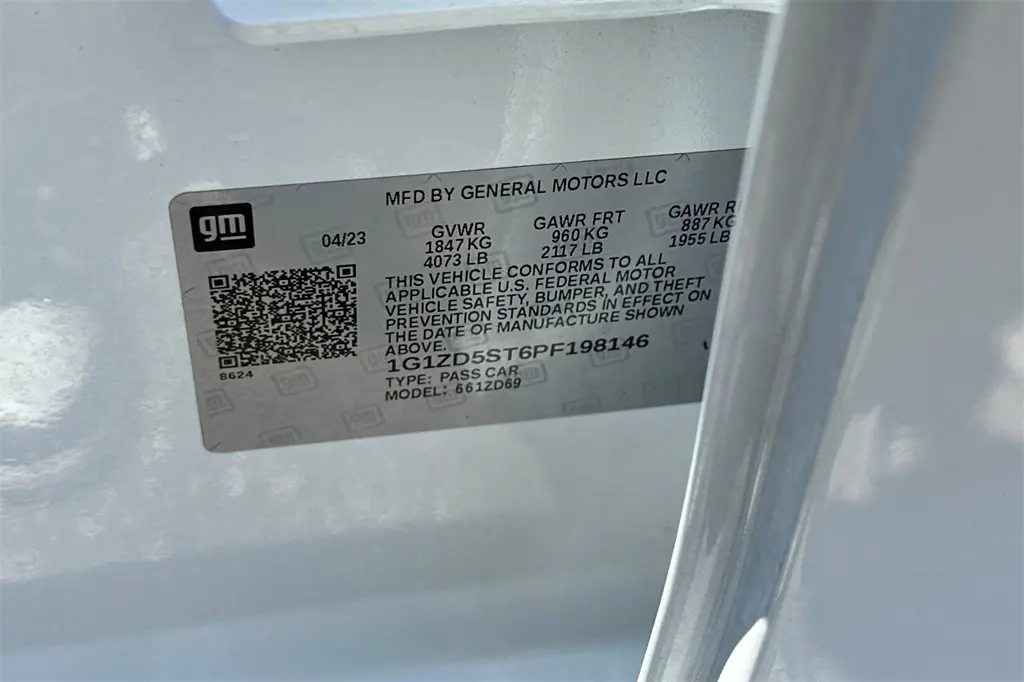 MFD BY GENERAL MOTORS LLC
gm
04/23
GVWR GAWR FRT GAWR
1847 KG 960 KG 887 KG
4073 LB 2117 LB 1955 LB
THIS VEHICLE CONFORMS TO ALL
APPLICABLE U.S. FEDERAL MOTOR
VEHICLE SAFETY, BUMPER, AND THEFT
PREVENTION STANDARDS IN EFFECT ON
THE DATE OF MANUFACTURE SHOWN
ABOVE.
1G1ZD5ST6PF198146
8624
TYPE: PASS CAR
MODEL: 661ZD69